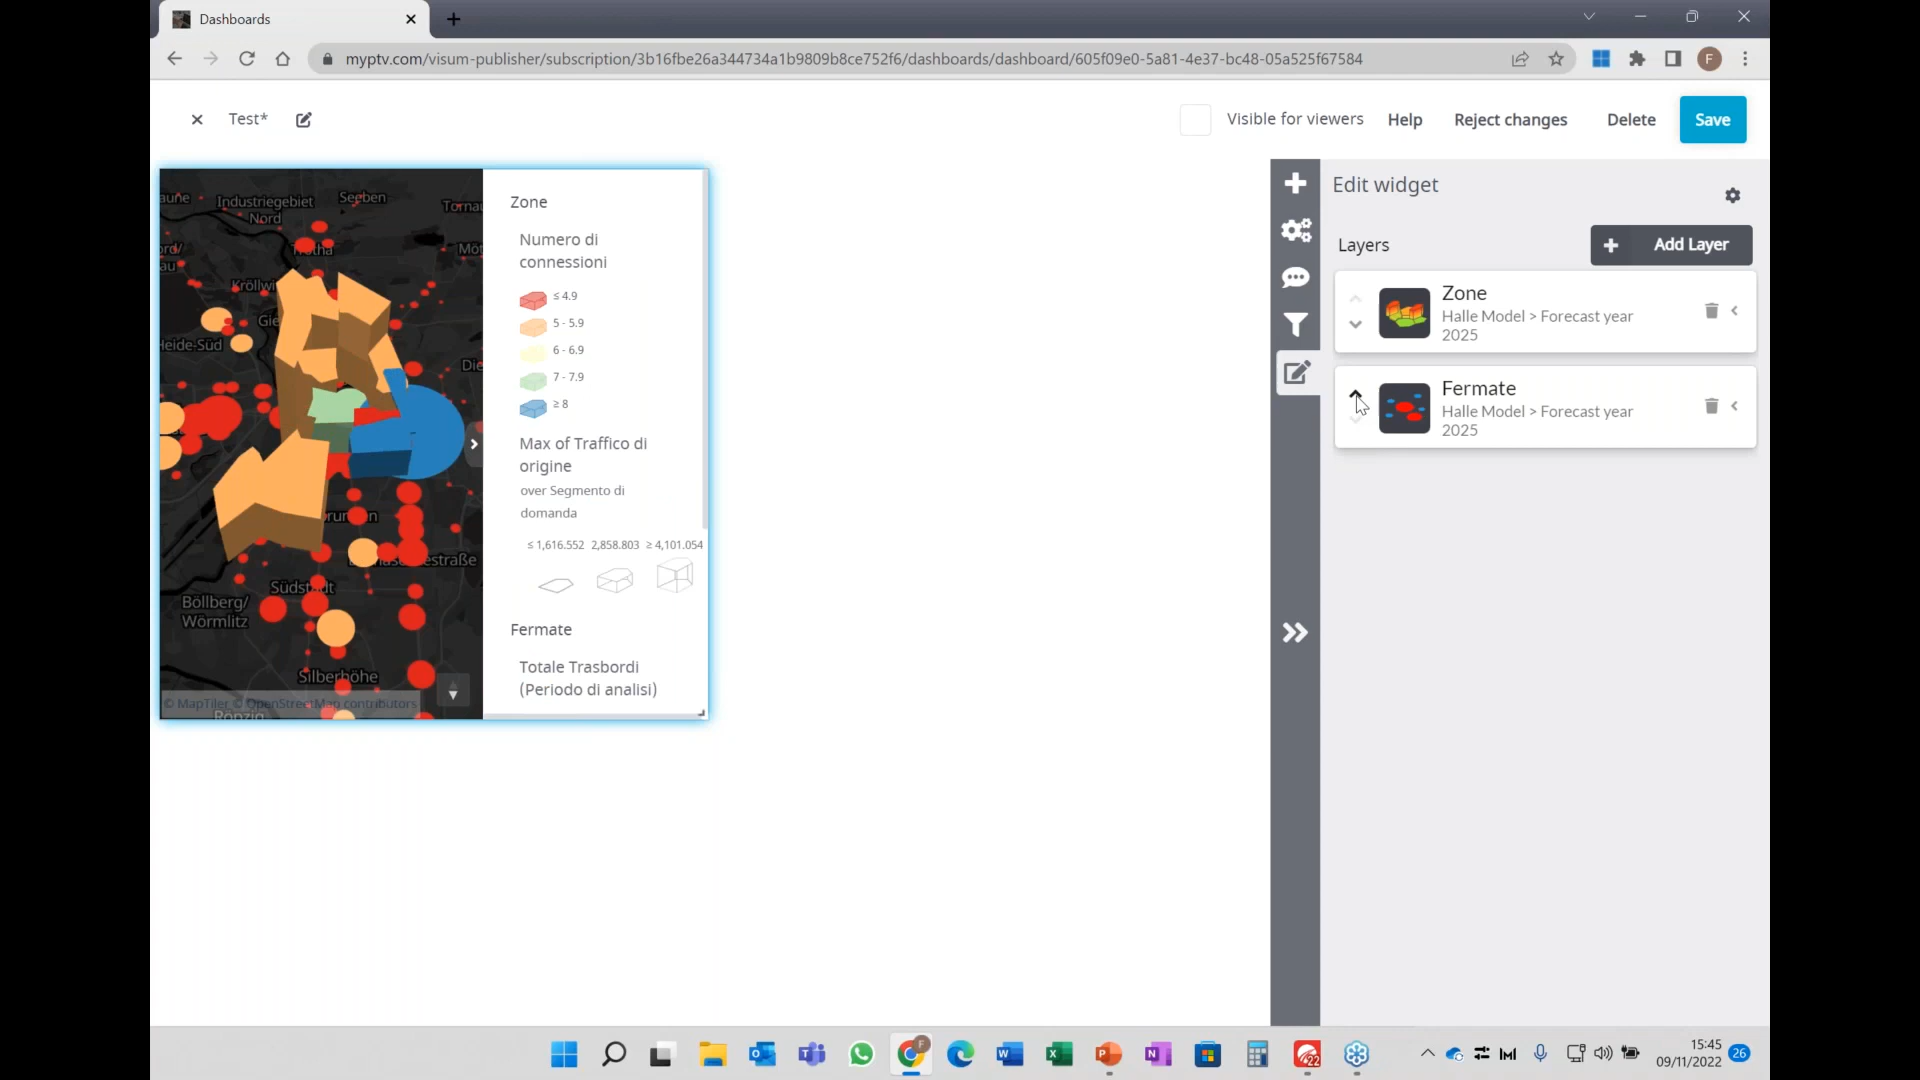 Dashboards
myptv.com/visum-publisher/subscription/3b16fbe26a344734a1b9809b8ce752f6/dashboards/dashboard/605f09e0-5a81-4e37-bc48-05a525f67584
F
Test*
Visible for viewers
Help
Reject changes
Delete
Save
Industriegebiet
Nord
Seeben
Tornau
Trotha
Kröllwi
Heide-Süd
Südstadt
Böllberg/
Wörmlitz
Silberhöhe
© MapTiler © OpenStreetMap contributors
Zone
Numero di
connessioni
≤ 4.9
5 - 5.9
6 - 6.9
7 - 7.9
≥ 8
Max of Traffico di
origine
over Segmento di
domanda
≤ 1,616.552 2,858.803 ≥ 4,101.054
Fermate
Totale Trasbordi
(Periodo di analisi)
Edit widget
Layers
Add Layer
Zone
Halle Model > Forecast year
2025
Fermate
Halle Model > Forecast year
2025
22
15:45
09/11/2022
26